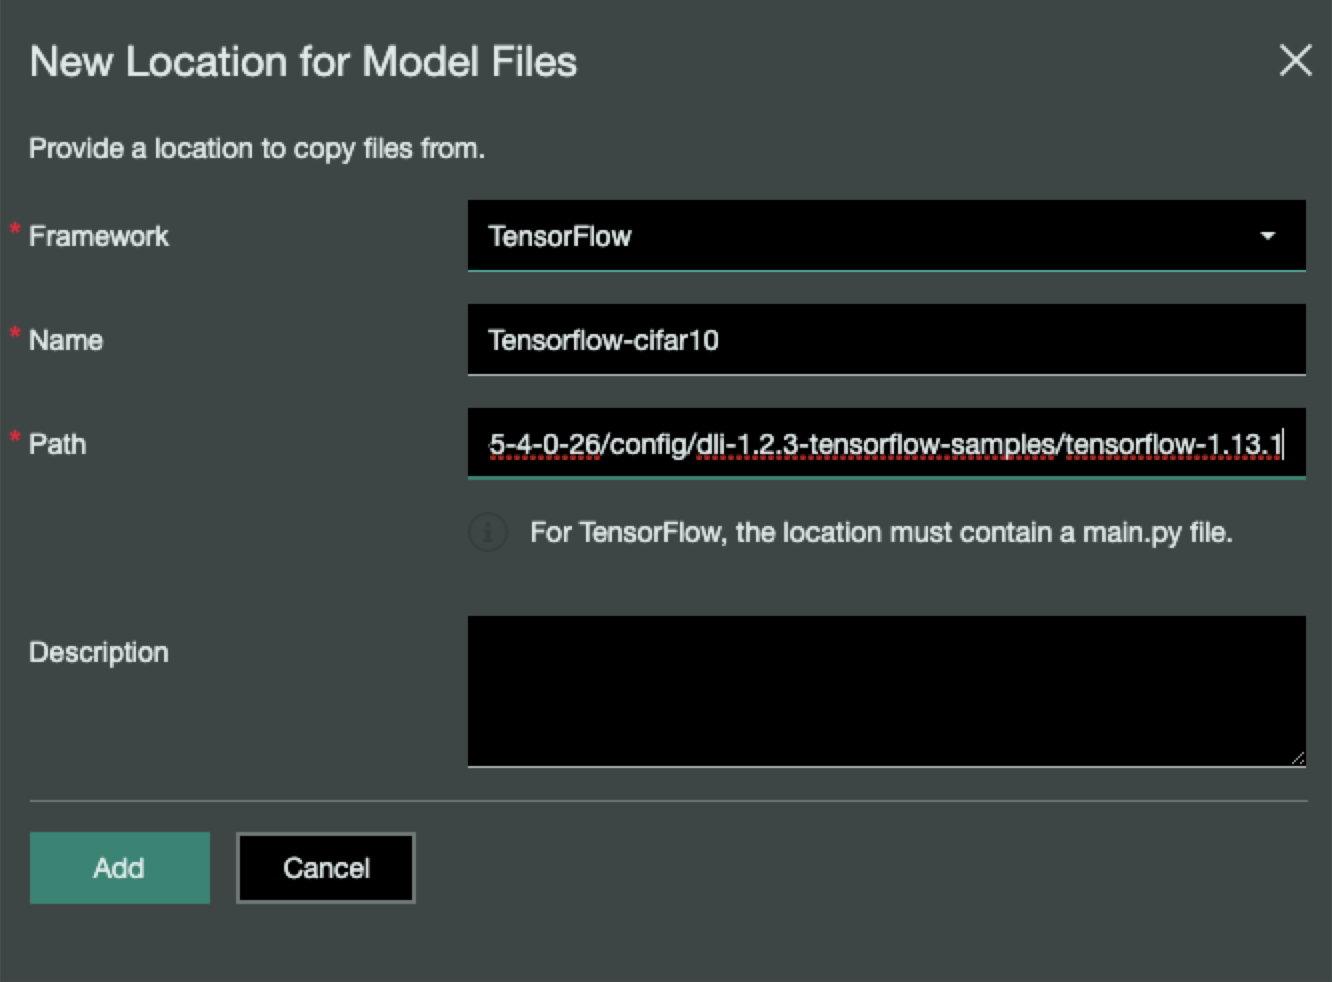 New Location for Model Files
Provide a location to copy files from.
* Framework
TensorFlow
* Name
Tensorflow-cifar10
* Path
5-4-0-26/config/dli-1.2.3-tensorflow-samples/tensorflow-1.13.1
For TensorFlow, the location must contain a main.py file.
Description
Add
Cancel